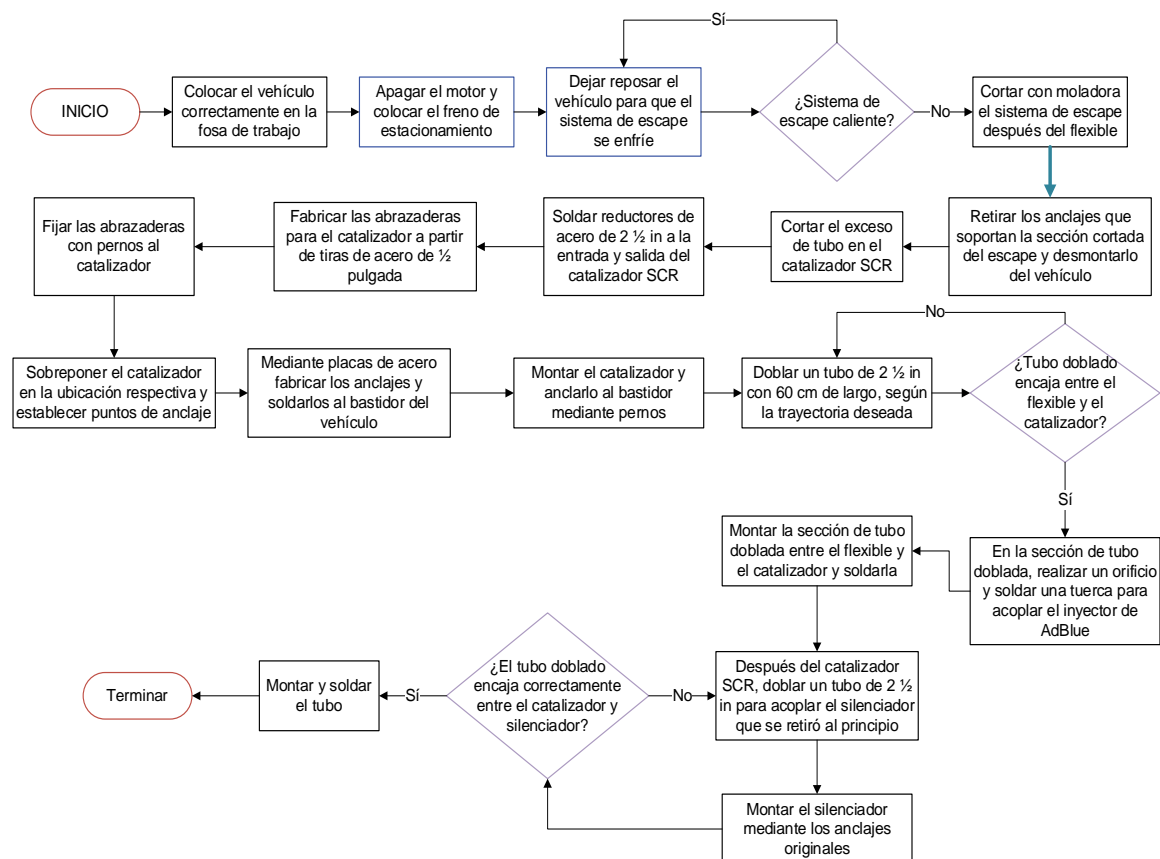 INICIO
Colocar el vehículo
correctamente en la
fosa de trabajo
Apagar el motor y
colocar el freno de
estacionamiento
Dejar reposar el
vehículo para que el
sistema de escape
se enfríe
Sí
¿Sistema de
escape caliente?
No
Cortar con moladora
el sistema de escape
después del flexible
Retirar los anclajes que
soportan la sección cortada
del escape y desmontarlo
del vehículo
Cortar el exceso
de tubo en el
catalizador SCR
Soldar reductores de
acero de 2 ½ in a la
entrada y salida del
catalizador SCR
Fabricar las abrazaderas
para el catalizador a partir
de tiras de acero de ½
pulgada
Fijar las abrazaderas
con pernos al
catalizador
Sobreponer el catalizador
en la ubicación respectiva y
establecer puntos de anclaje
Mediante placas de acero
fabricar los anclajes y
soldarlos al bastidor del
vehículo
Montar el catalizador y
anclarlo al bastidor
mediante pernos
Doblar un tubo de 2 ½ in
con 60 cm de largo, según
la trayectoria deseada
No
¿Tubo doblado
encaja entre el
flexible y el
catalizador?
Sí
En la sección de tubo
doblada, realizar un orificio
y soldar una tuerca para
acoplar el inyector de
AdBlue
Montar la sección de tubo
doblada entre el flexible y
el catalizador y soldarla
Después del catalizador
SCR, doblar un tubo de 2 ½
in para acoplar el silenciador
que se retiró al principio
Montar el silenciador
mediante los anclajes
originales
¿El tubo doblado
encaja correctamente
entre el catalizador y
silenciador?
No
Sí
Montar y soldar
el tubo
Terminar